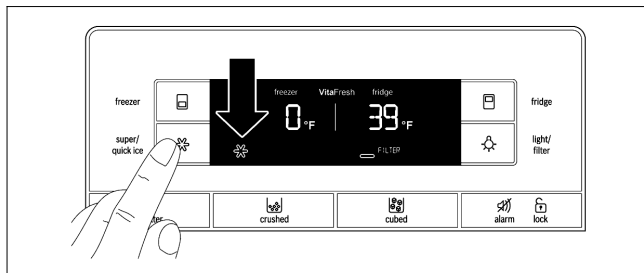 freezer VitaFresh fridge
freezer
0°F 39°F
fridge
super/
quick ice
light/
filter
FILTER
crushed
cubed
alarm lock